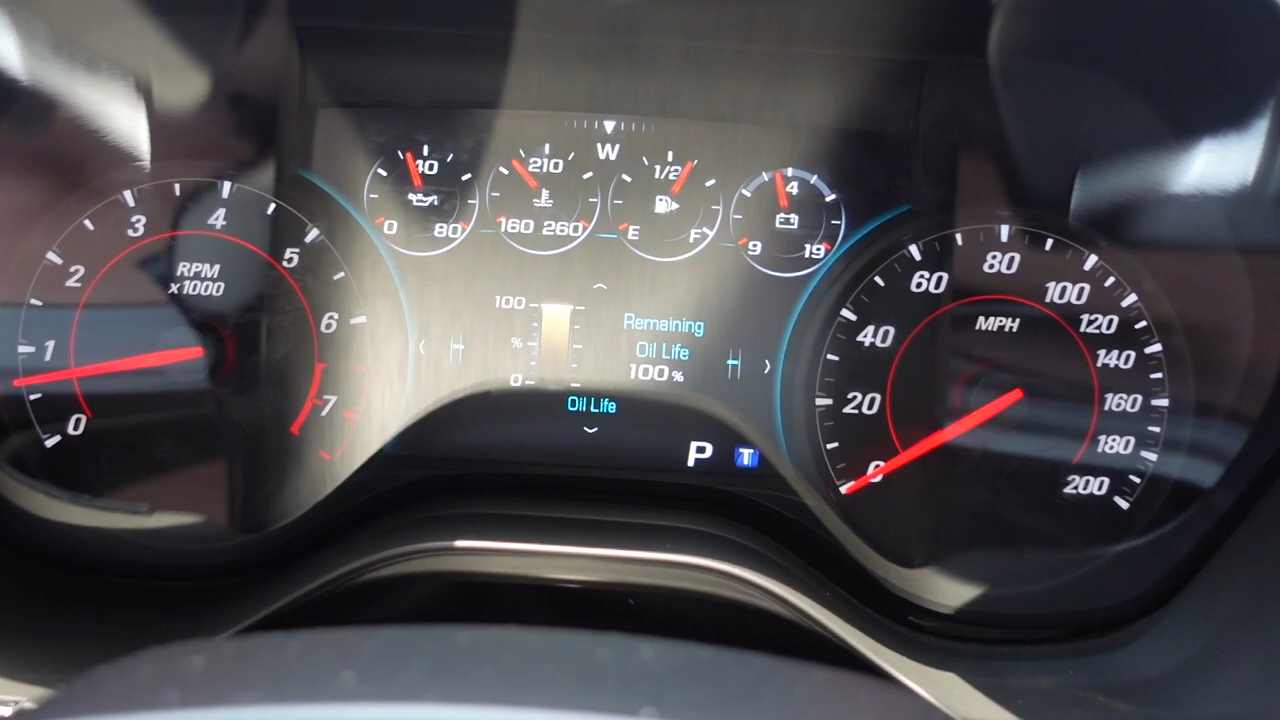 W
40
0 80
210
160 260
1/2
E F
14
9 19
0 1 2 3 4 5 6 7
RPM
x1000
100
%
0
Remaining
Oil Life
100 %
Oil Life
P T
0 20 40 60 80 100 120 140 160 180 200
MPH